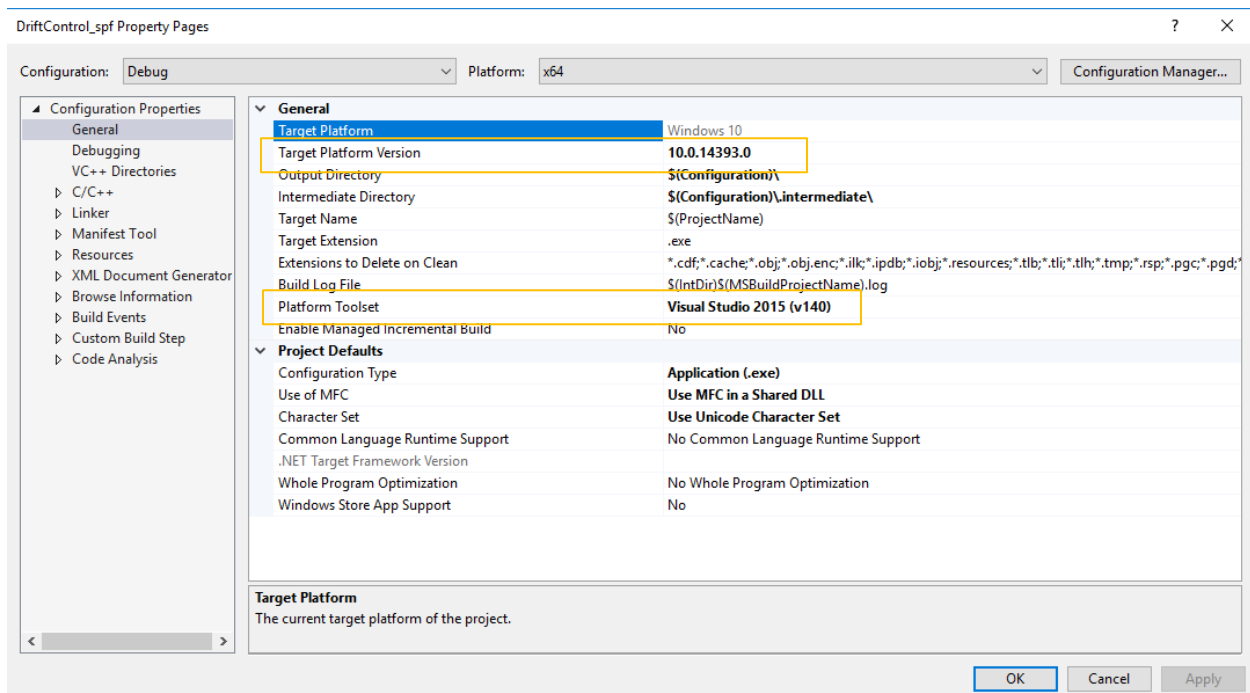 DriftControl_spf Property Pages
?
Configuration: Debug Platform: x64 Configuration Manager...
Configuration Properties
General
Debugging
VC++ Directories
C/C++
Linker
Manifest Tool
Resources
XML Document Generator
Browse Information
Build Events
Custom Build Step
Code Analysis
General
Target Platform Windows 10
Target Platform Version 10.0.14393.0
Output Directory $(Configuration)\
Intermediate Directory $(Configuration)\.intermediate\
Target Name $(ProjectName)
Target Extension .exe
Extensions to Delete on Clean *.cdf;*.cache;*.obj;*.obj.enc;*.ilk;*.ipdb;*.iobj;*.resources;*.tlb;*.tli;*.tlh;*.tmp;*.rsp;*.pgc;*.pgd;*
Build Log File $(IntDir)$(MSBuildProjectName).log
Platform Toolset Visual Studio 2015 (v140)
Enable Managed Incremental Build No
Project Defaults
Configuration Type Application (.exe)
Use of MFC Use MFC in a Shared DLL
Character Set Use Unicode Character Set
Common Language Runtime Support No Common Language Runtime Support
.NET Target Framework Version
Whole Program Optimization No Whole Program Optimization
Windows Store App Support No
Target Platform
The current target platform of the project.
OK Cancel Apply